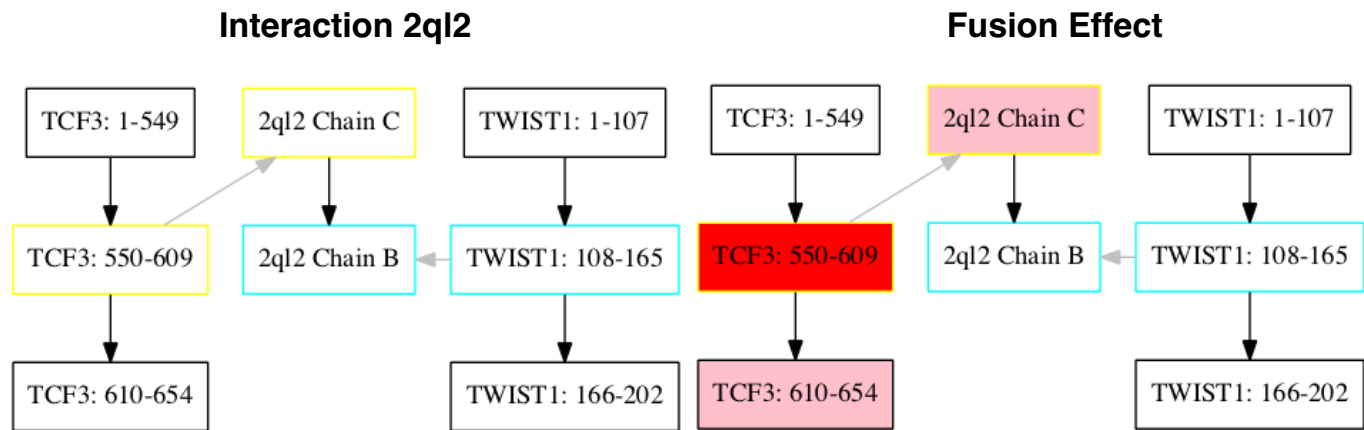 Interaction 2ql2
Fusion Effect
TCF3: 1-549
2ql2 Chain C
TWIST1: 1-107
TCF3: 550-609
2ql2 Chain B
TWIST1: 108-165
TCF3: 610-654
TWIST1: 166-202
TCF3: 1-549
2ql2 Chain C
TWIST1: 1-107
TCF3: 550-609
2ql2 Chain B
TWIST1: 108-165
TCF3: 610-654
TWIST1: 166-202